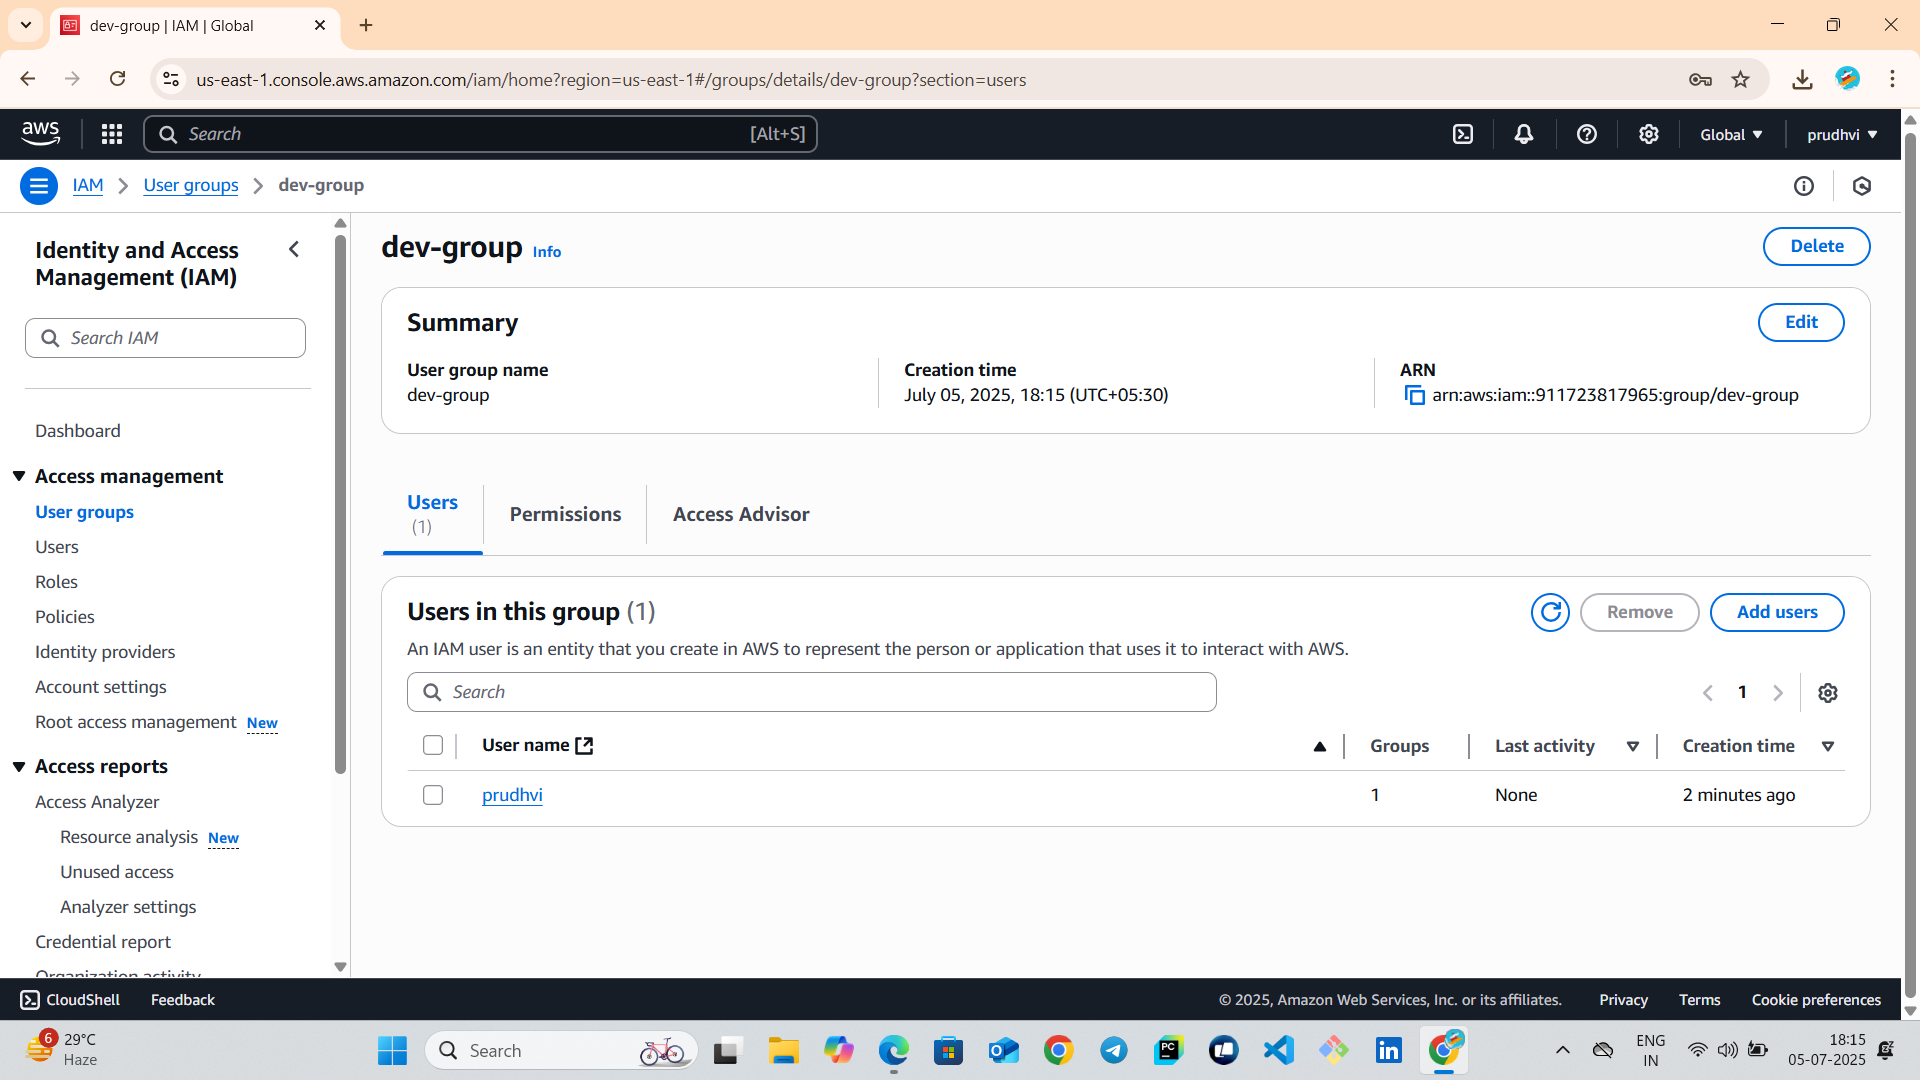 dev-group | IAM | Global
us-east-1.console.aws.amazon.com/iam/home?region=us-east-1#/groups/details/dev-group?section=users
aws
Search [Alt+S]
Global
prudhvi
IAM
User groups
dev-group
Identity and Access
Management (IAM)
Search IAM
Dashboard
Access management
User groups
Users
Roles
Policies
Identity providers
Account settings
Root access management New
Access reports
Access Analyzer
Resource analysis New
Unused access
Analyzer settings
Credential report
Organization activity
dev-group Info
Delete
Summary
Edit
User group name
dev-group
Creation time
July 05, 2025, 18:15 (UTC+05:30)
ARN
arn:aws:iam::911723817965:group/dev-group
Users
(1)
Permissions
Access Advisor
Users in this group (1)
Remove
Add users
An IAM user is an entity that you create in AWS to represent the person or application that uses it to interact with AWS.
Search
1
User name Groups Last activity Creation time
prudhvi 1 None 2 minutes ago
CloudShell Feedback
© 2025, Amazon Web Services, Inc. or its affiliates. Privacy Terms Cookie preferences
6
29°C
Haze
Search
PC
in
ENG
IN
18:15
05-07-2025